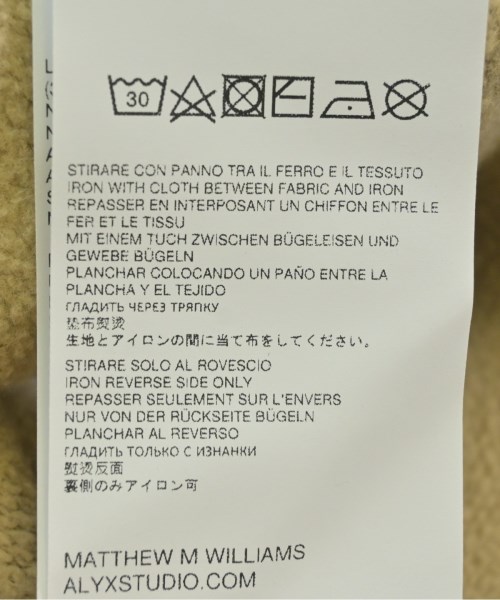 30
STIRARE CON PANNO TRA IL FERRO E IL TESSUTO
IRON WITH CLOTH BETWEEN FABRIC AND IRON
REPASSER EN INTERPOSANT UN CHIFFON ENTRE LE
FER ET LE TISSU
MIT EINEM TUCH ZWISCHEN BÜGELEISEN UND
GEWEBE BÜGELN
PLANCHAR COLOCANDO UN PAÑO ENTRE LA
PLANCHA Y EL TEJIDO
ГЛАДИТЬ ЧЕРЕЗ ТРЯПКУ
垫布熨烫
生地とアイロンの間に当て布をしてください。
STIRARE SOLO AL ROVESCIO
IRON REVERSE SIDE ONLY
REPASSER SEULEMENT SUR L'ENVERS
NUR VON DER RÜCKSEITE BÜGELN
PLANCHAR AL REVERSO
ГЛАДИТЬ ТОЛЬКО С ИЗНАНКИ
熨烫反面
裏側のみアイロン可
MATTHEW M WILLIAMS
ALYXSTUDIO.COM